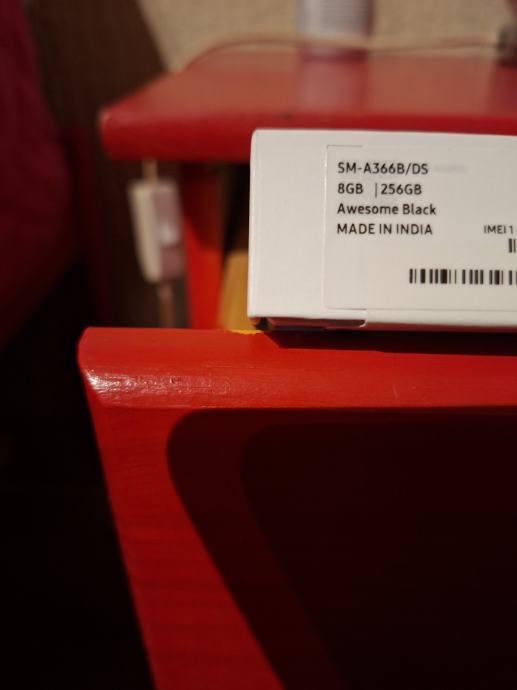 SM-A366B/DS
8GB | 256GB
Awesome Black
MADE IN INDIA
IMEI 1